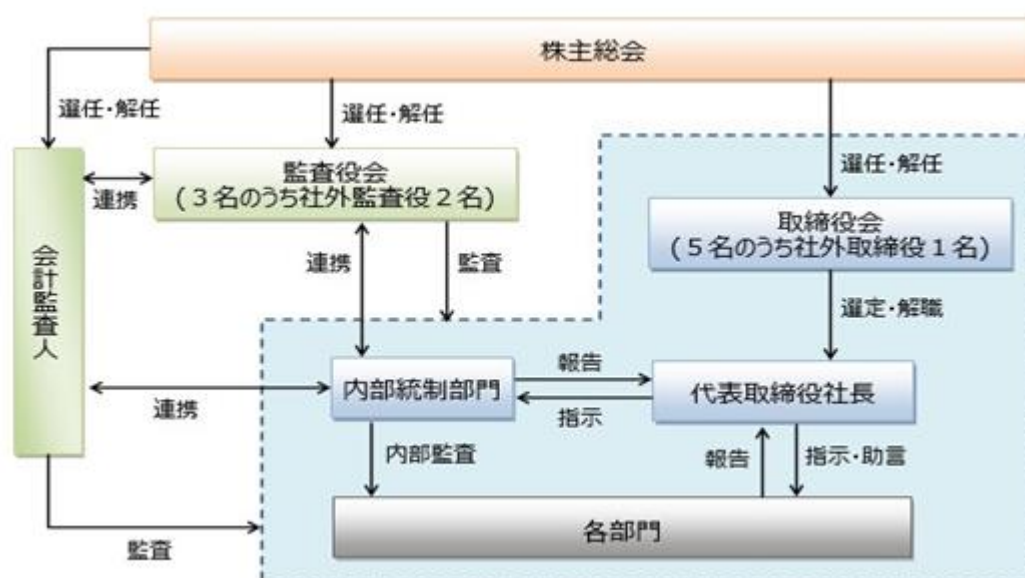 株主総会
選任・解任
選任・解任
選任・解任
監査役会
(３名のうち社外監査役２名)
連携
取締役会
(５名のうち社外取締役１名)
会計監査人
連携
監査
選定・解職
内部統制部門
報告
指示
代表取締役社長
連携
内部監査
報告
指示・助言
各部門
監査